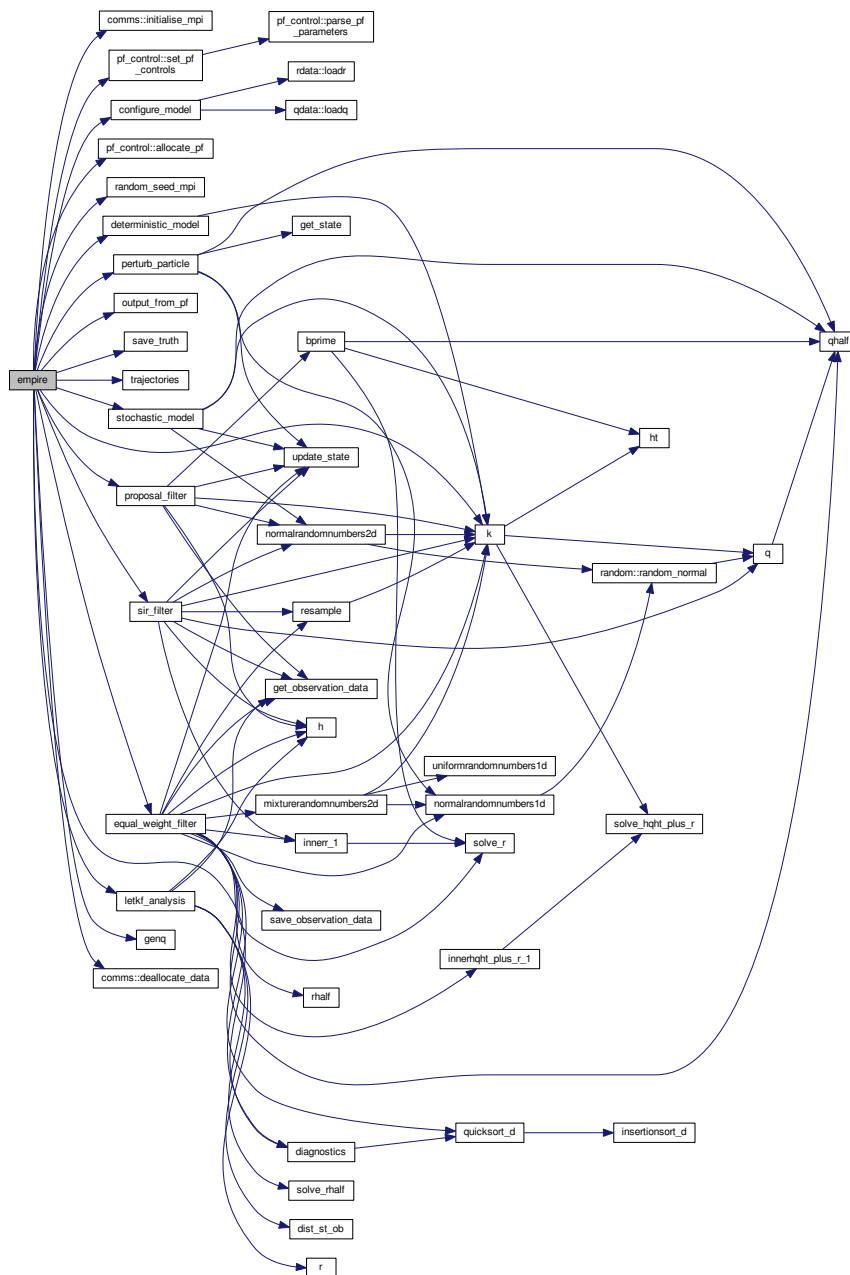 comms::initialise_mpi
pf_control::parse_pf
_parameters
pf_control::set_pf
_controls
rdata::loadr
configure_model
qdata::loadq
pf_control::allocate_pf
random_seed_mpi
deterministic_model
get_state
perturb_particle
output_from_pf
save_truth
bprime
qhalf
empire
trajectories
stochastic_model
ht
update_state
proposal_filter
normalrandomnumbers2d
k
q
random::random_normal
sir_filter
resample
get_observation_data
h
uniformrandomnumbers1d
mixturerandomnumbers2d
normalrandomnumbers1d
equal_weight_filter
solve_hqht_plus_r
innerr_1
solve_r
letkf_analysis
save_observation_data
genq
innerhqht_plus_r_1
comms::deallocate_data
rhalf
quicksort_d
insertionsort_d
diagnostics
solve_rhalf
dist_st_ob
r